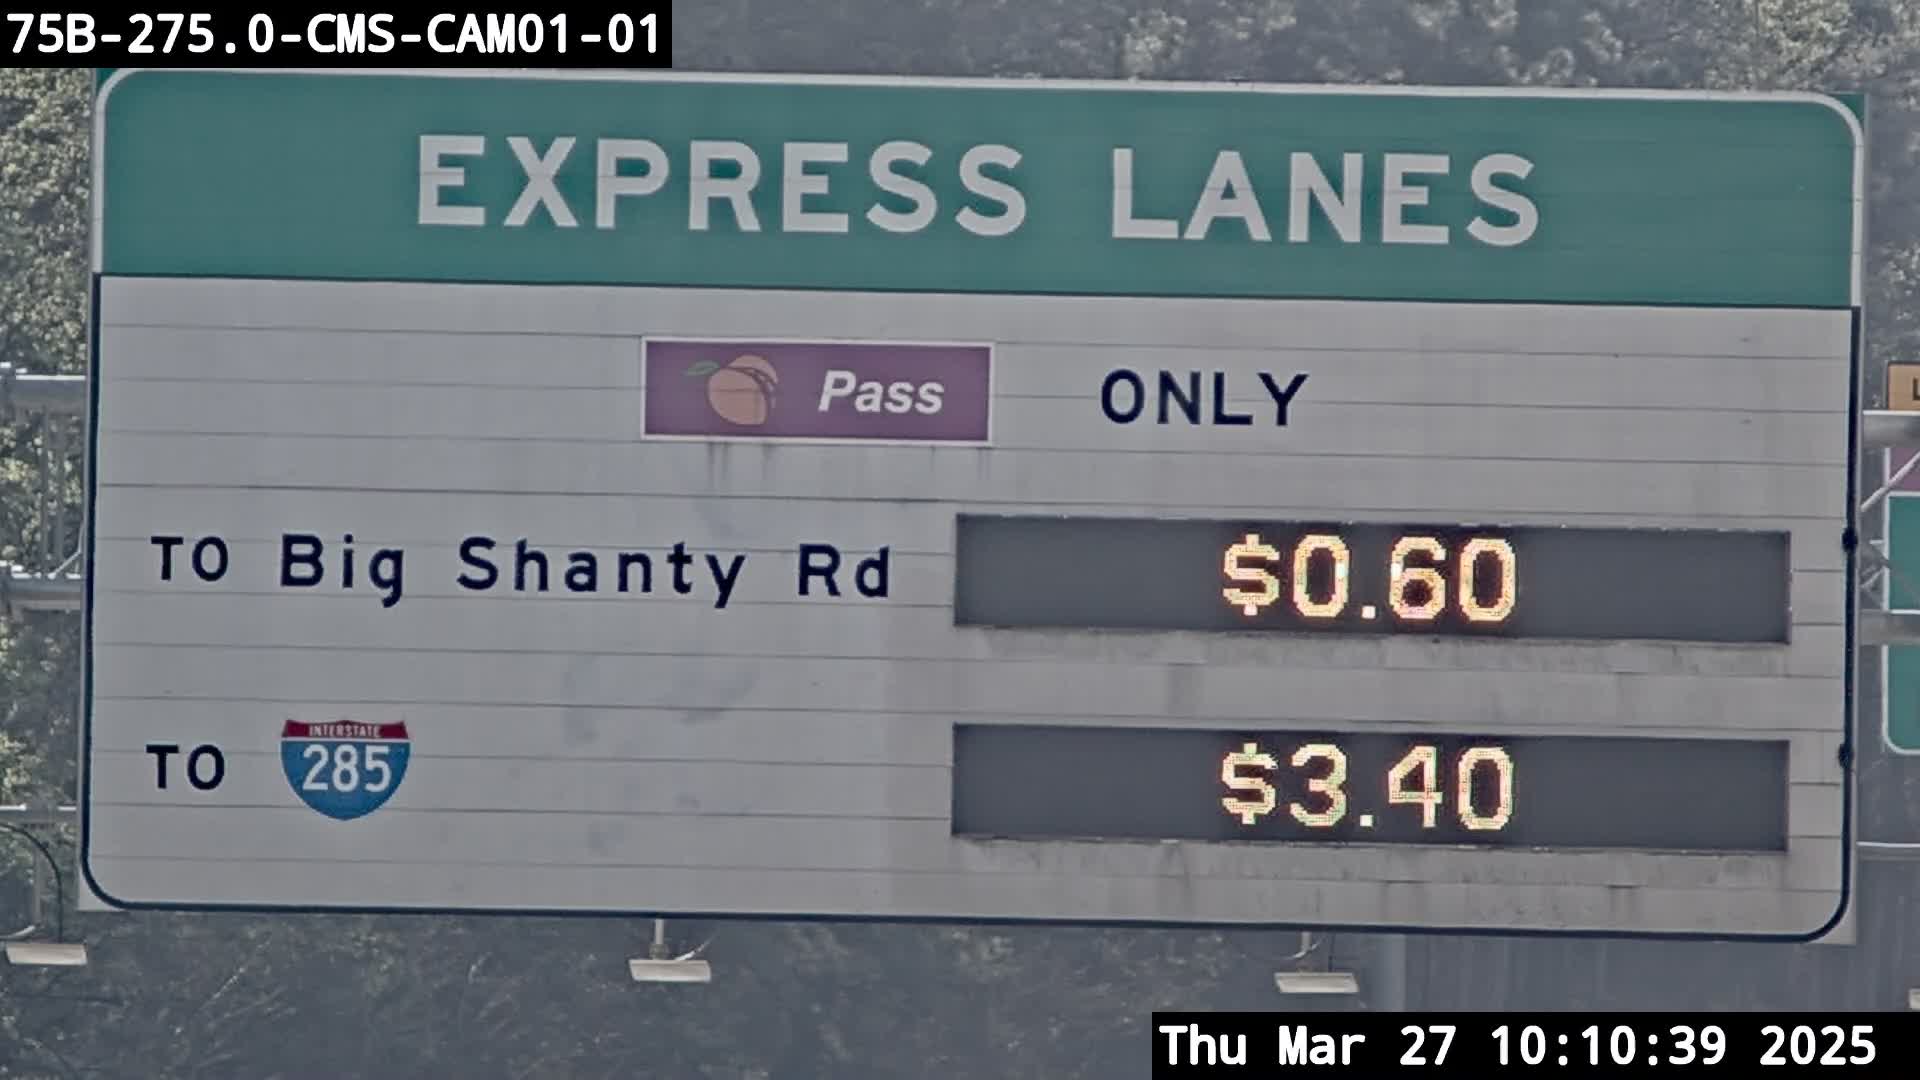 75B-275.0-CMS-CAM01-01
EXPRESS LANES
Pass ONLY
TO Big Shanty Rd $0.60
TO INTERSTATE 285 $3.40
Thu Mar 27 10:10:39 2025